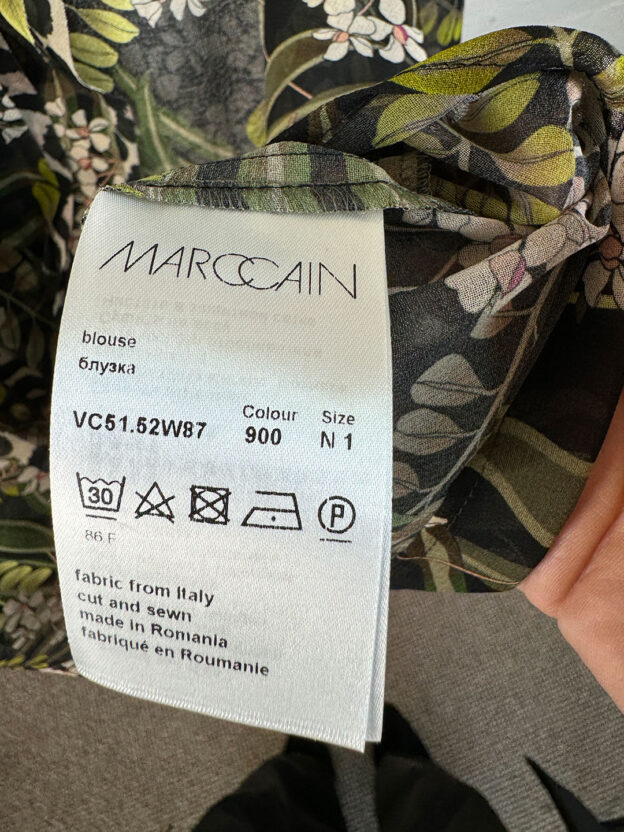 MARCCAIN
blouse
блузка
VC51.52W87 Colour 900 Size N 1
30 P
86 F
fabric from Italy
cut and sewn
made in Romania
fabriqué en Roumanie